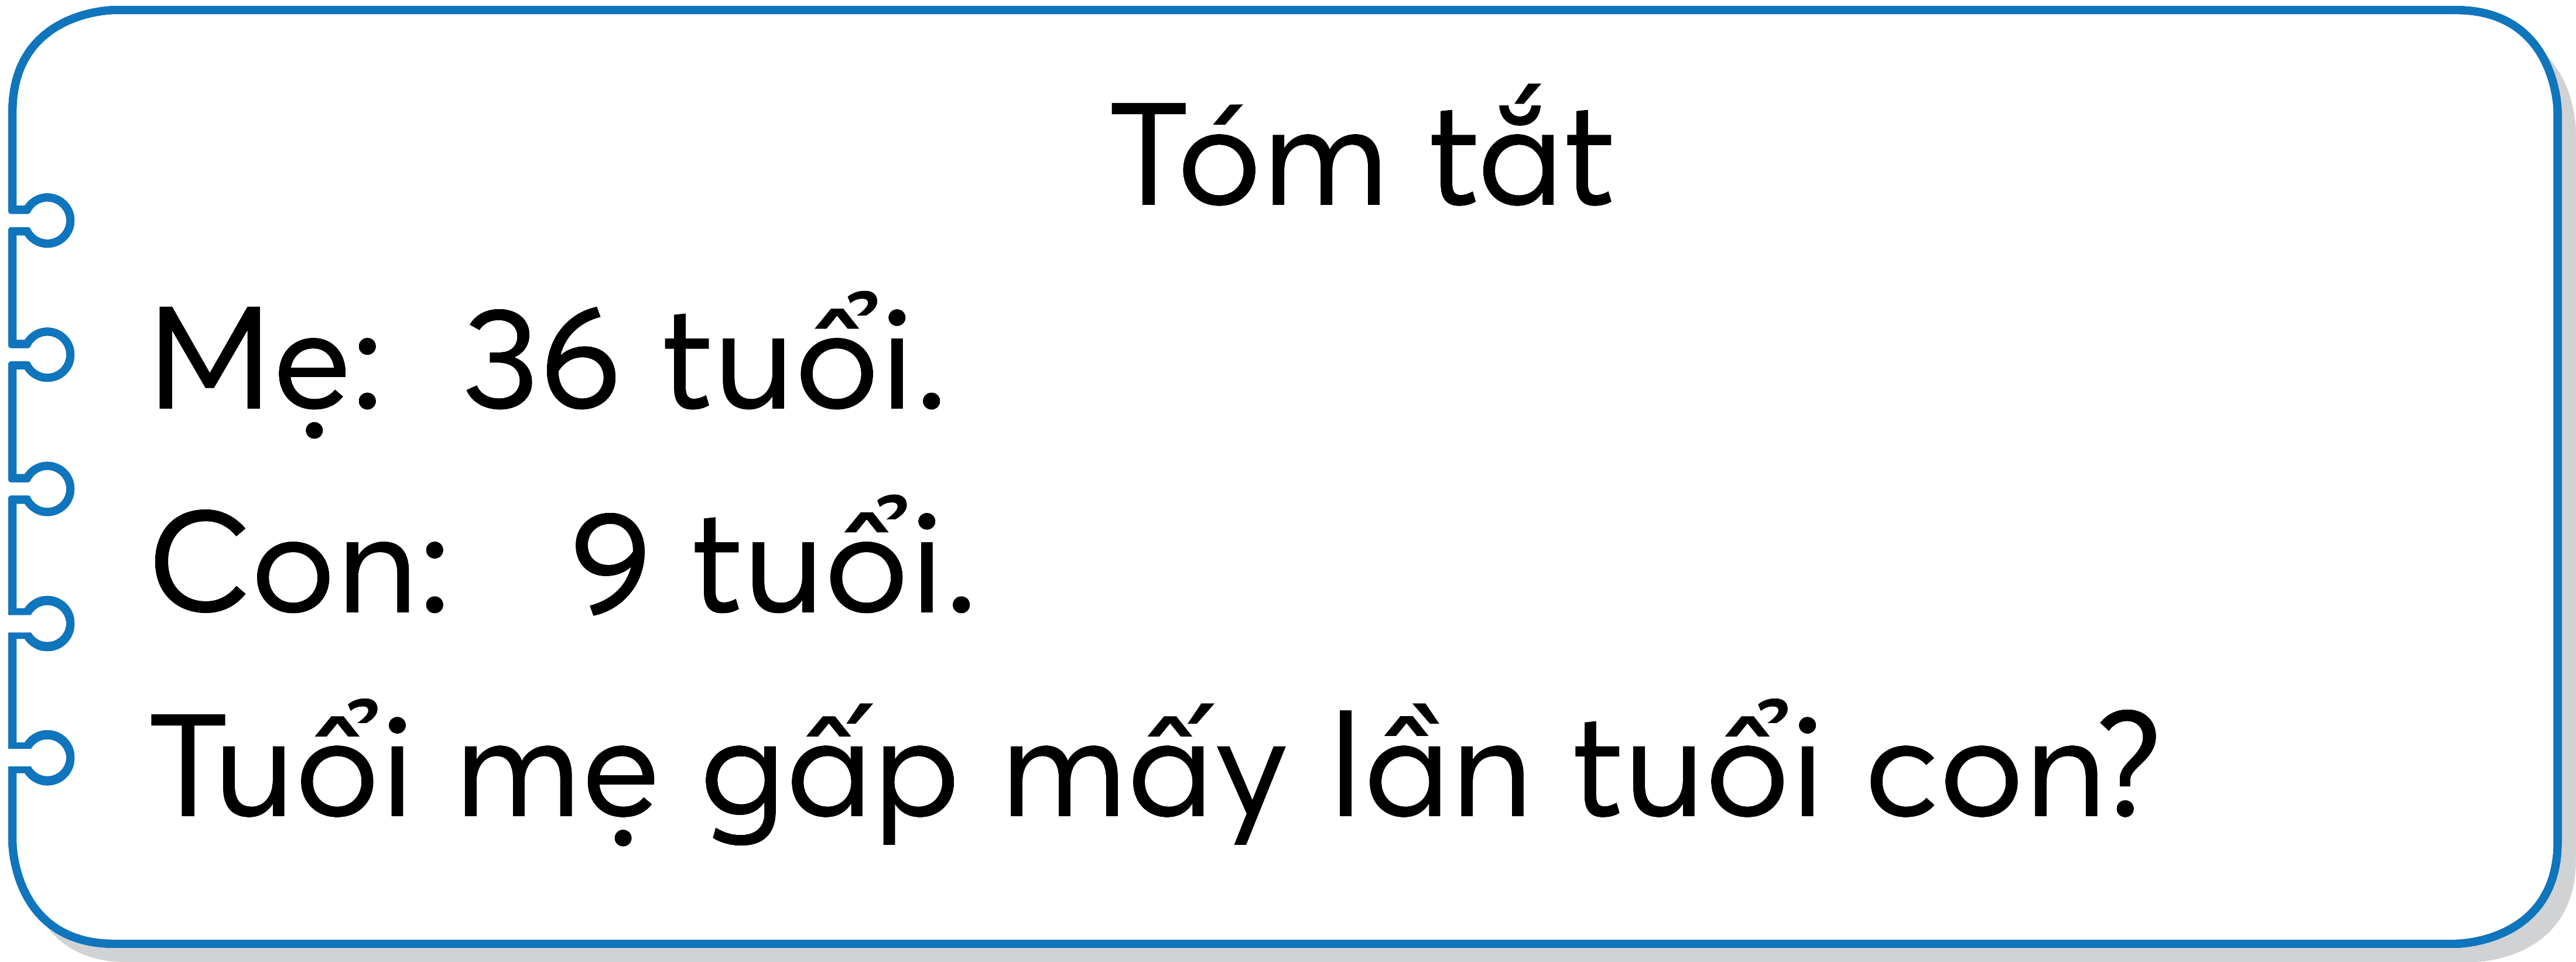 Tóm tắt
Mẹ: 36 tuổi.
Con: 9 tuổi.
Tuổi mẹ gấp mấy lần tuổi con?